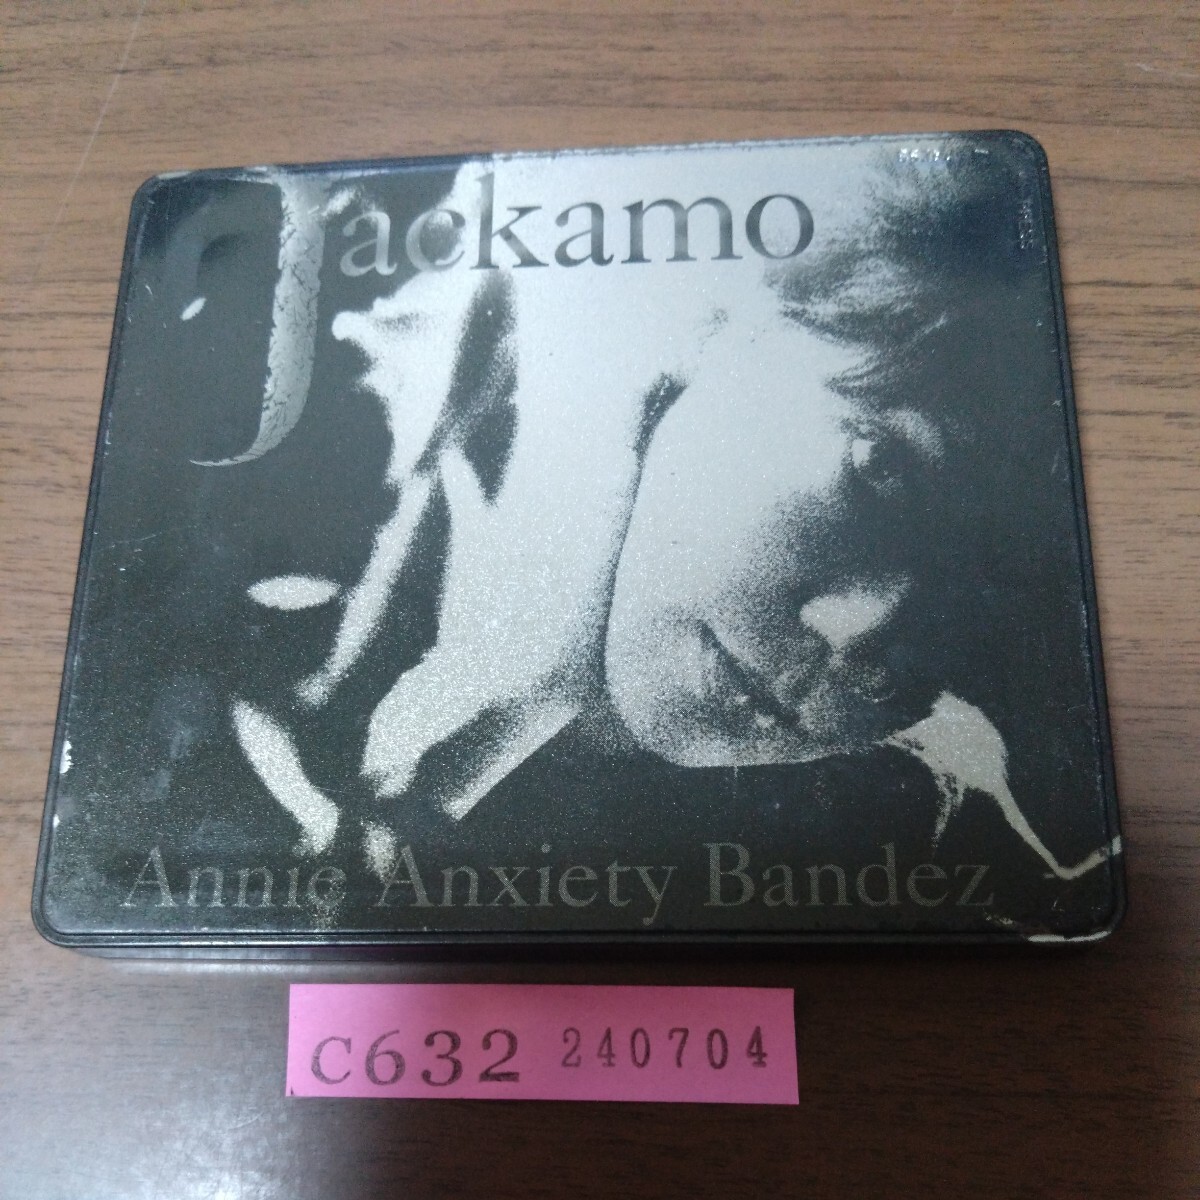 Jackamo
Annie Anxiety Bandez
C632 240704